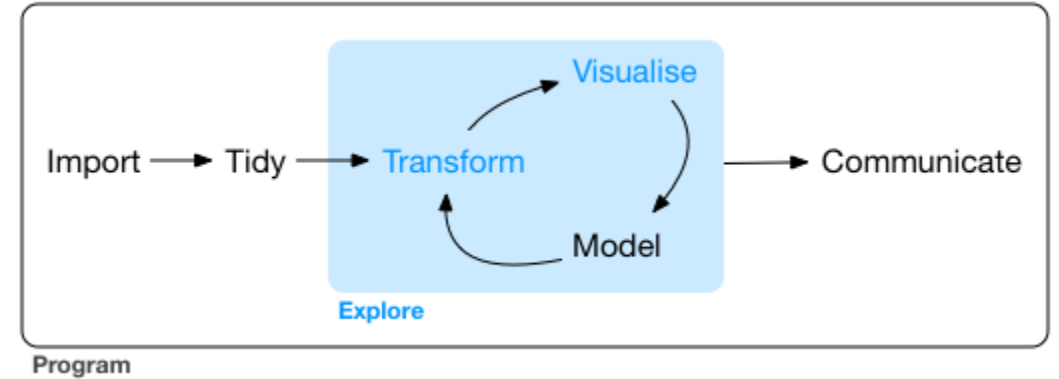 Visualise
Import
Tidy
Transform
Communicate
Model
Explore
Program